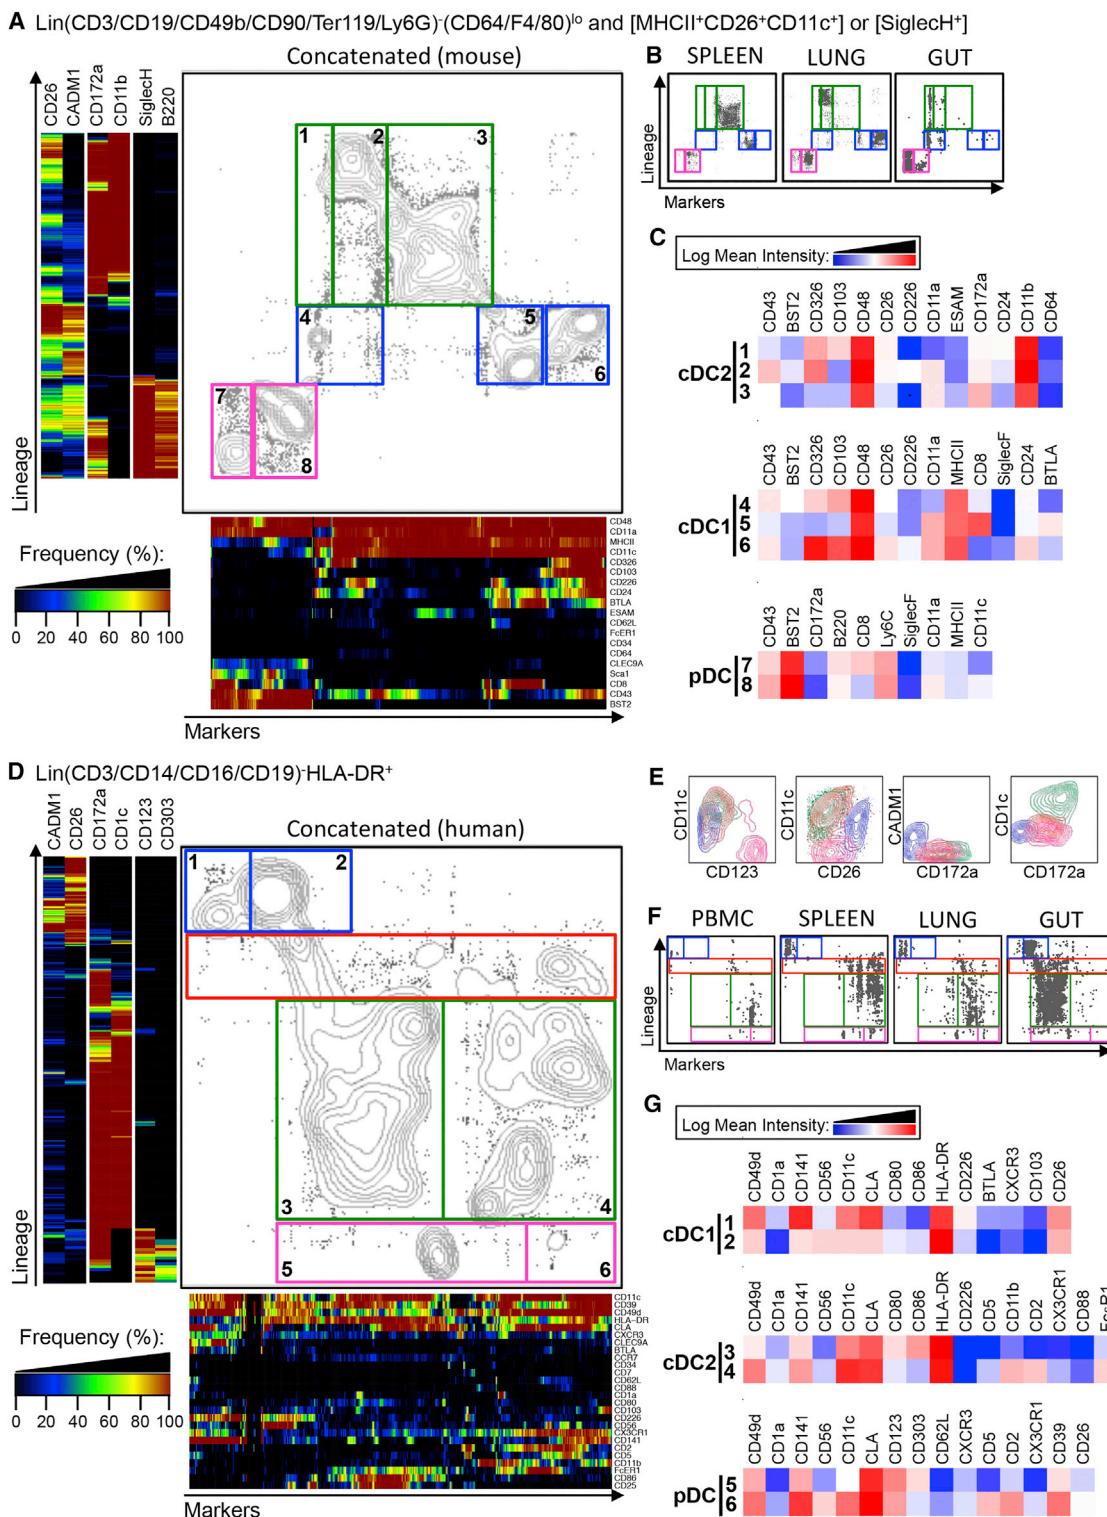 A Lin(CD3/CD19/CD49b/CD90/Ter119/Ly6G)-(CD64/F4/80)lo and [MHCII+CD26+CD11c+] or [SiglecH+]
Concatenated (mouse)
CD26
CADM1
CD172a
CD11b
SiglecH
B220
Lineage
1
2
3
4
5
6
7
8
Frequency (%):
0 20 40 60 80 100
CD48
CD11a
MHCII
CD11c
CD326
CD103
CD226
CD24
BTLA
ESAM
CD62L
FcER1
CD34
CD64
CLEC9A
Sca1
CD8
CD43
BST2
Markers
B
SPLEEN LUNG GUT
Lineage
Markers
C
Log Mean Intensity:
CD43
BST2
CD326
CD103
CD48
CD26
CD226
CD11a
ESAM
CD172a
CD24
CD11b
CD64
cDC2
1
2
3
CD43
BST2
CD326
CD103
CD48
CD26
CD226
CD11a
MHCII
CD8
SiglecF
CD24
BTLA
cDC1
4
5
6
CD43
BST2
CD172a
B220
CD8
Ly6C
SiglecF
CD11a
MHCII
CD11c
pDC
7
8
D Lin(CD3/CD14/CD16/CD19)-HLA-DR+
Concatenated (human)
CADM1
CD26
CD172a
CD1c
CD123
CD303
Lineage
1
2
3
4
5
6
Frequency (%):
0 20 40 60 80 100
CD11c
CD39
CD49d
HLA-DR
CLA
CXCR3
CLEC9A
BTLA
CCR7
CD34
CD7
CD62L
CD88
CD1a
CD80
CD103
CD226
CD56
CX3CR1
CD141
CD2
CD5
CD11b
FcER1
CD86
CD25
Markers
E
CD11c
CD123
CD11c
CD26
CADM1
CD172a
CD1c
CD172a
F
PBMC SPLEEN LUNG GUT
Lineage
Markers
G
Log Mean Intensity:
CD49d
CD1a
CD141
CD56
CD11c
CLA
CD80
CD86
HLA-DR
CD226
BTLA
CXCR3
CD103
CD26
cDC1
1
2
CD49d
CD1a
CD141
CD56
CD11c
CLA
CD80
CD86
HLA-DR
CD226
CD5
CD11b
CD2
CX3CR1
CD88
FcE1
cDC2
3
4
CD49d
CD1a
CD141
CD56
CD11c
CLA
CD123
CD303
CD62L
CXCR3
CD5
CD2
CX3CR1
CD39
CD26
pDC
5
6